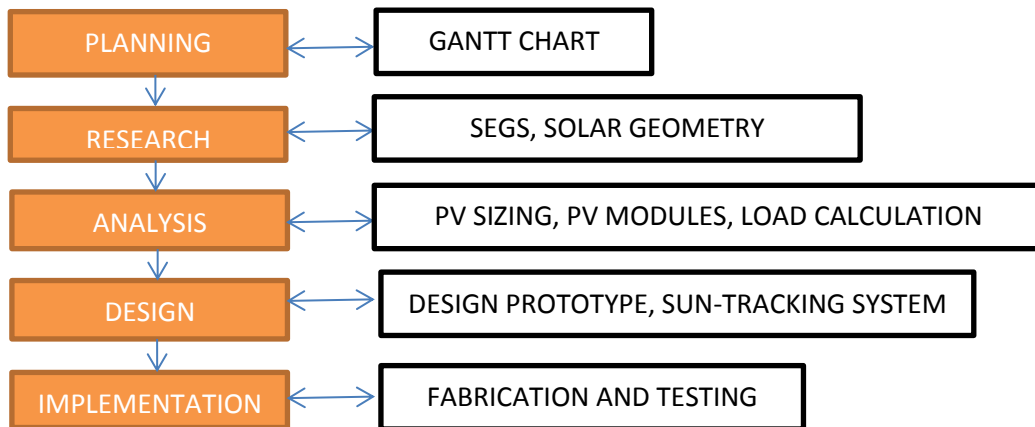 PLANNING
GANTT CHART
RESEARCH
SEGS, SOLAR GEOMETRY
ANALYSIS
PV SIZING, PV MODULES, LOAD CALCULATION
DESIGN
DESIGN PROTOTYPE, SUN-TRACKING SYSTEM
IMPLEMENTATION
FABRICATION AND TESTING